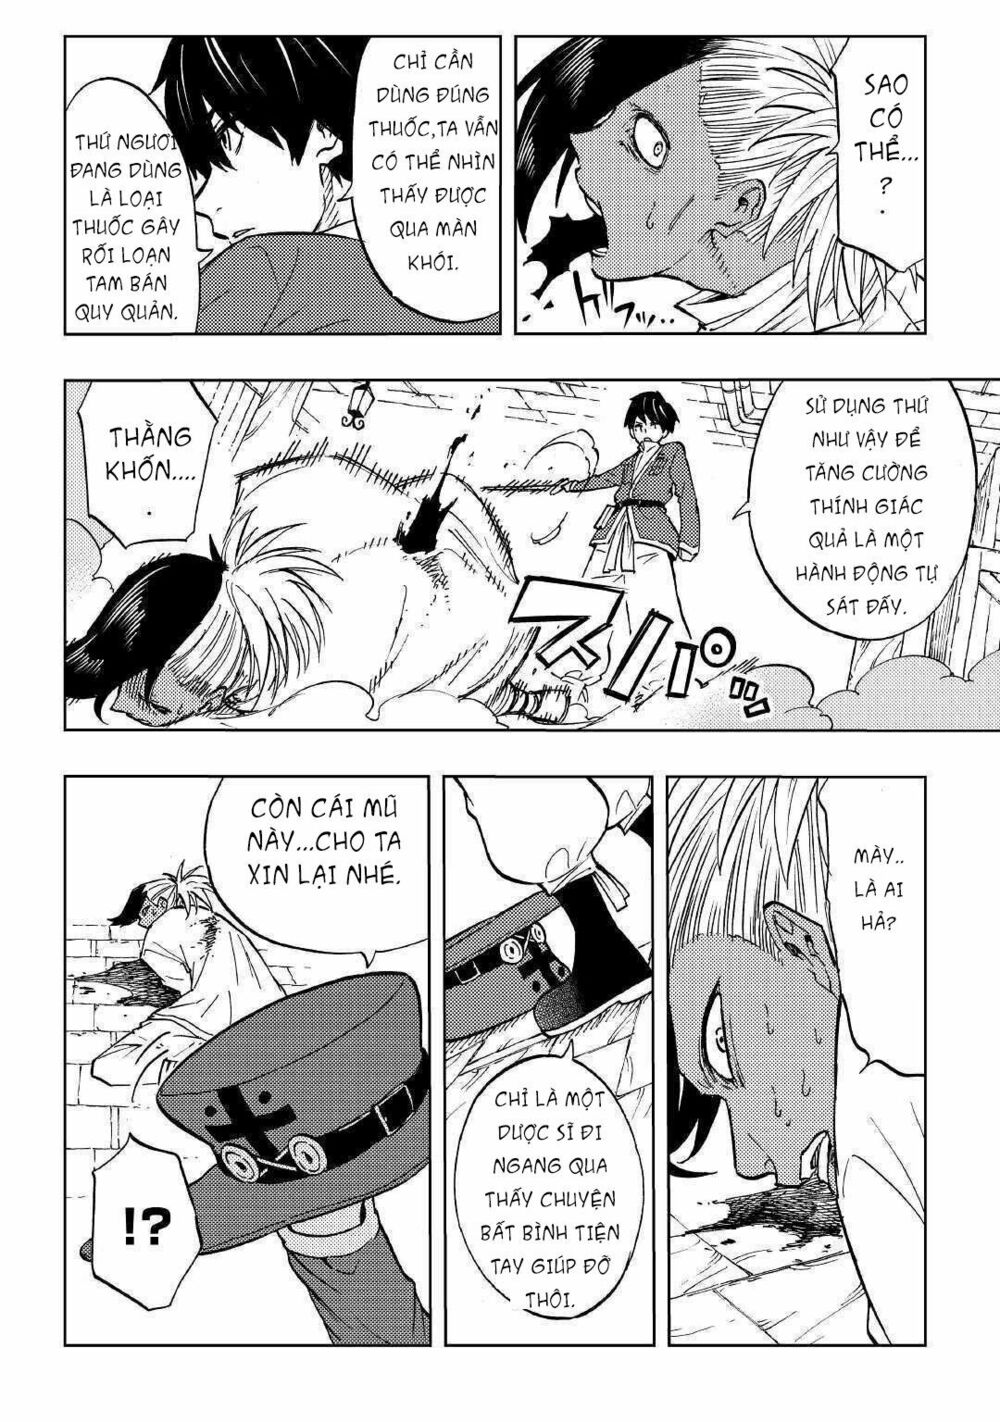 SAO
CÓ
THỂ...
?
CHỈ CẦN
DÙNG ĐÚNG
THUỐC,TA VẪN
CÓ THỂ NHÌN
THẤY ĐƯỢC
QUA MÀN
KHÓI.
THỨ NGƯƠI
ĐANG DÙNG
LÀ LOẠI
THUỐC GÂY
RỐI LOẠN
TAM BÁN
QUY QUẢN.
SỬ DỤNG THỨ
NHƯ VẬY ĐỂ
TĂNG CƯỜNG
THÍNH GIÁC
QUẢ LÀ MỘT
HÀNH ĐỘNG TỰ
SÁT ĐẤY.
THẰNG
KHỐN....
.
ズバッ
MÀY..
LÀ AI
HẢ?
CHỈ LÀ MỘT
DƯỢC SĨ ĐI
NGANG QUA
THẤY CHUYỆN
BẤT BÌNH TIỆN
TAY GIÚP ĐỠ
THÔI.
CÒN CÁI MŨ
NÀY...CHO TA
XIN LẠI NHÉ.
!?